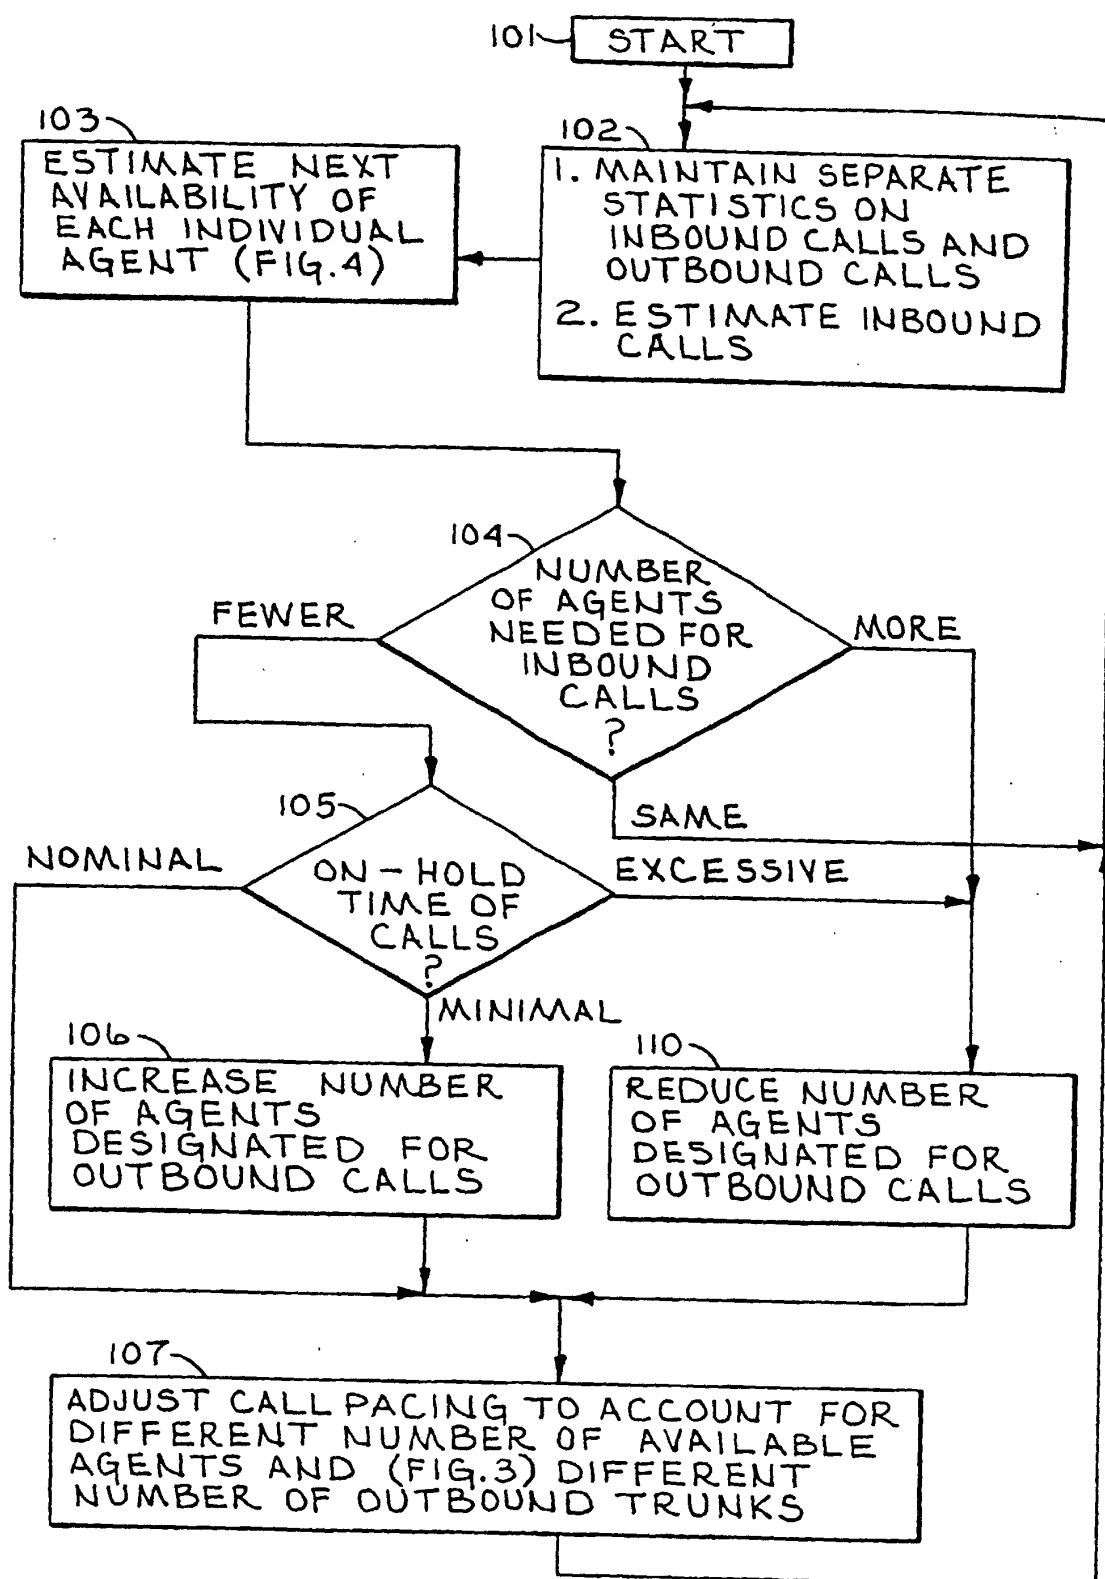 101
START
103
ESTIMATE NEXT
AVAILABILITY OF
EACH INDIVIDUAL
AGENT (FIG.4)
102
1. MAINTAIN SEPARATE
STATISTICS ON
INBOUND CALLS AND
OUTBOUND CALLS
2. ESTIMATE INBOUND
CALLS
104
NUMBER
OF AGENTS
NEEDED FOR
INBOUND
CALLS
?
FEWER
MORE
SAME
105
ON-HOLD
TIME OF
CALLS
?
NOMINAL
EXCESSIVE
MINIMAL
106
INCREASE NUMBER
OF AGENTS
DESIGNATED FOR
OUTBOUND CALLS
110
REDUCE NUMBER
OF AGENTS
DESIGNATED FOR
OUTBOUND CALLS
107
ADJUST CALL PACING TO ACCOUNT FOR
DIFFERENT NUMBER OF AVAILABLE
AGENTS AND (FIG.3) DIFFERENT
NUMBER OF OUTBOUND TRUNKS